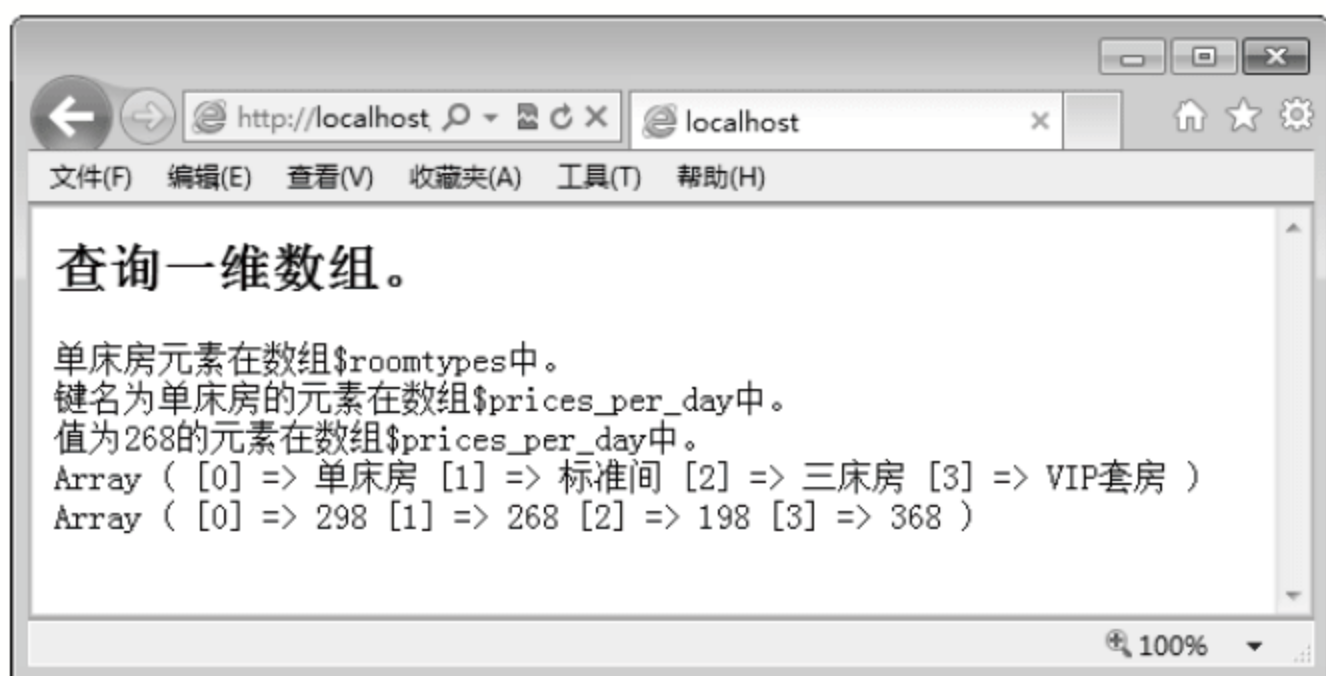 http://localhost
localhost
文件(F) 编辑(E) 查看(V) 收藏夹(A) 工具(T) 帮助(H)
查询一维数组。
单床房元素在数组$roomtypes中。
键名为单床房的元素在数组$prices_per_day中。
值为268的元素在数组$prices_per_day中。
Array ( [0] => 单床房 [1] => 标准间 [2] => 三床房 [3] => VIP套房 )
Array ( [0] => 298 [1] => 268 [2] => 198 [3] => 368 )
100%